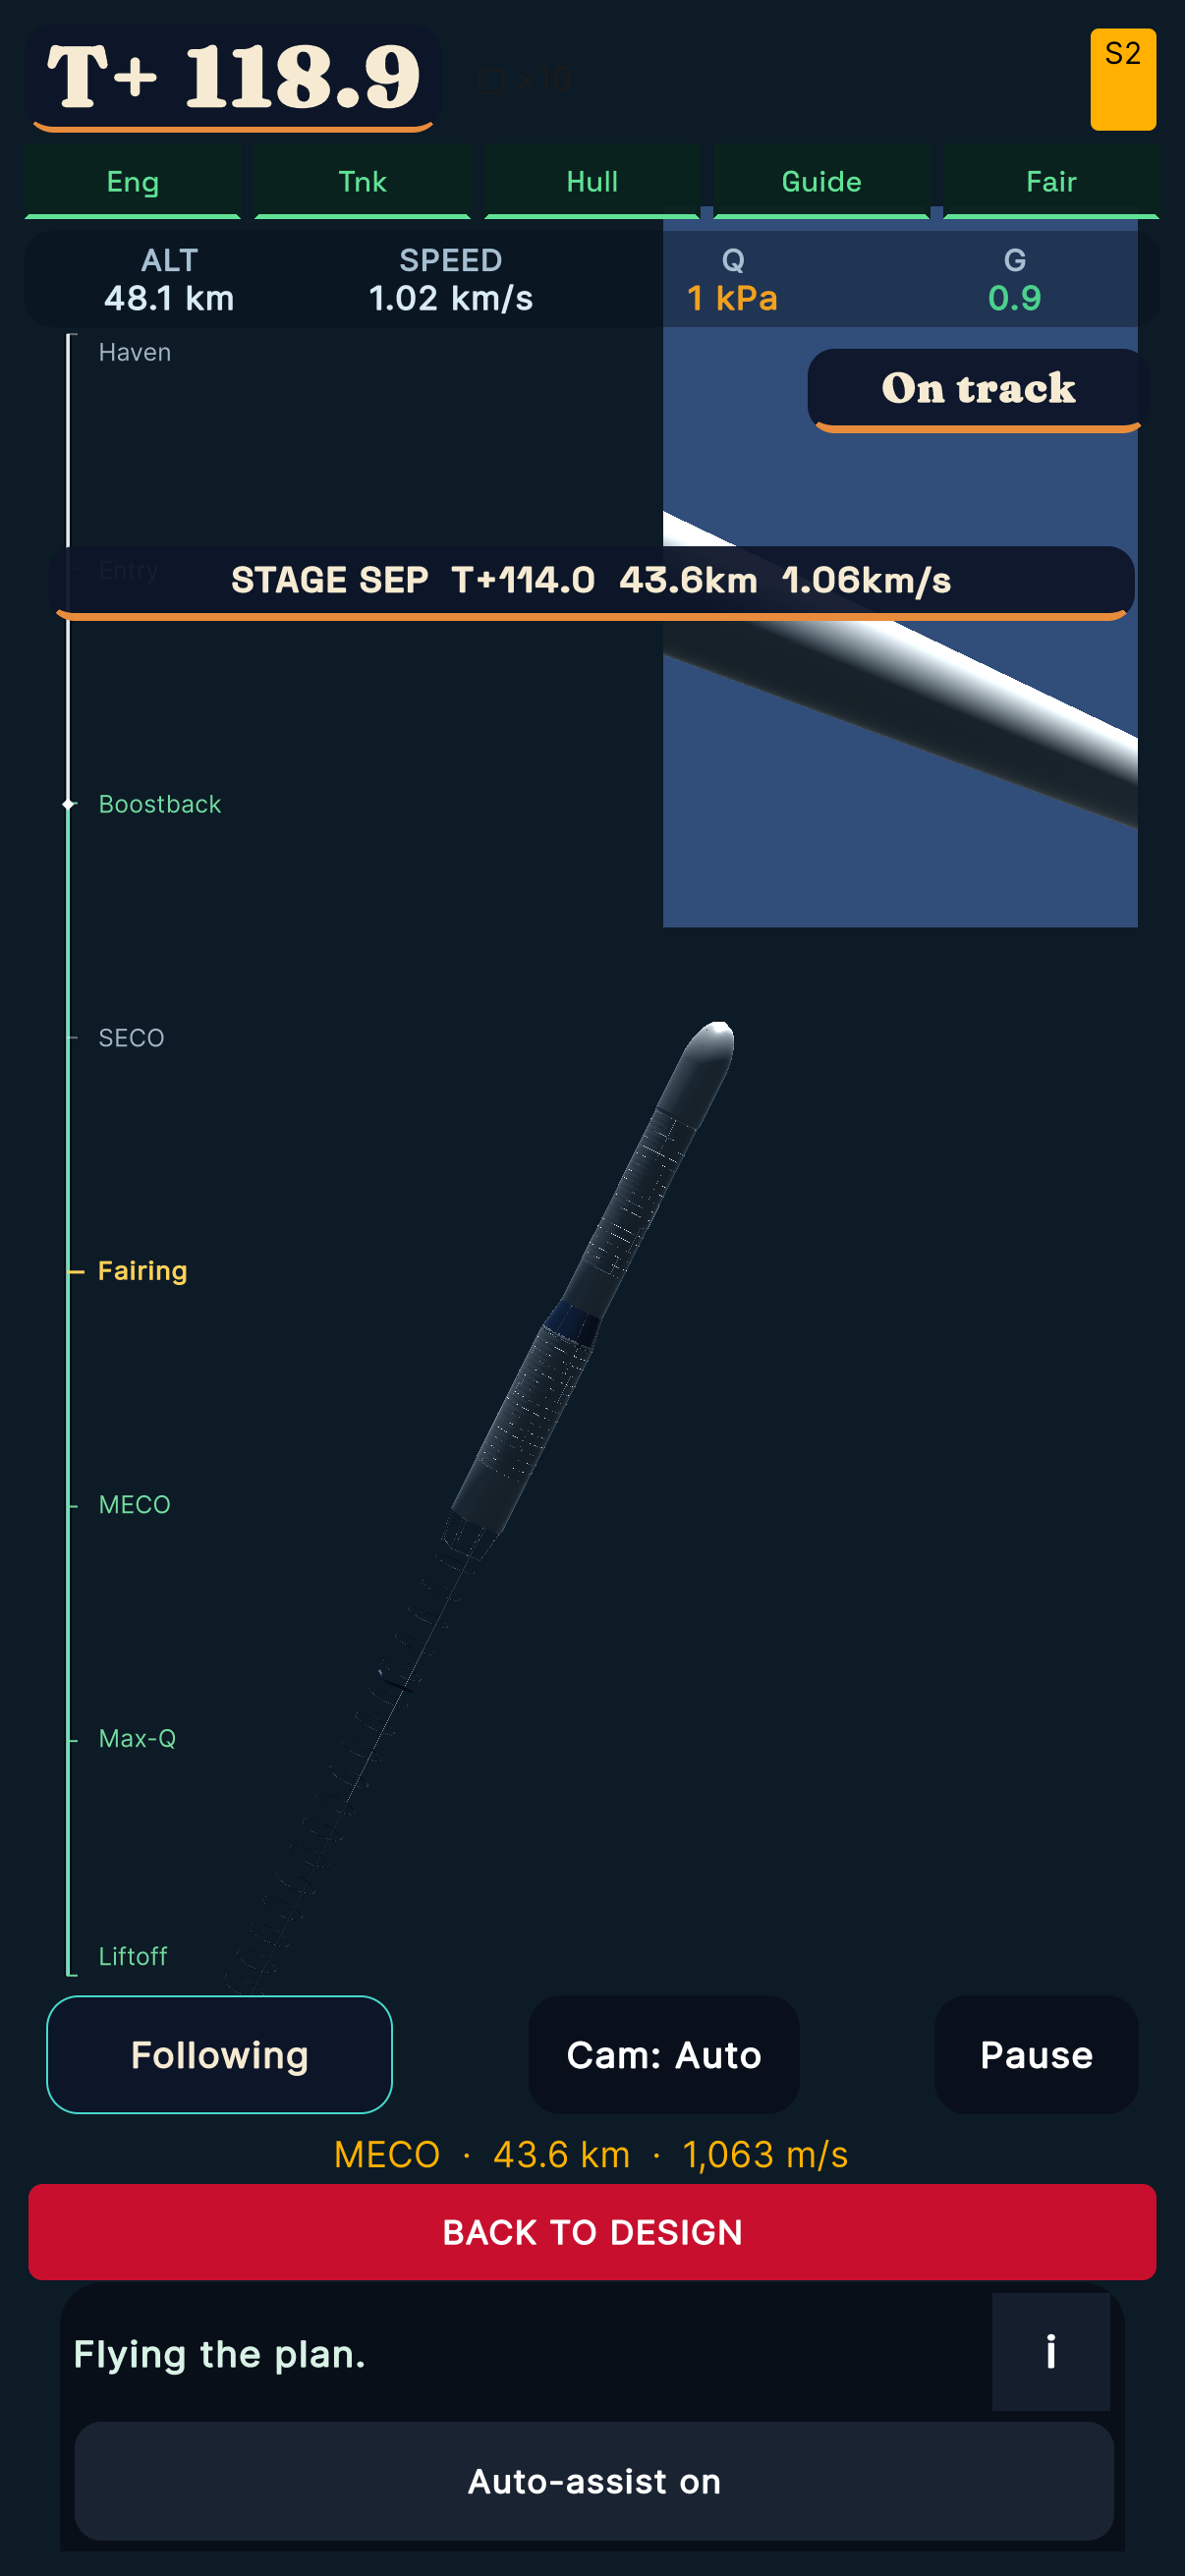 T+ 118.9
×10
S2
Eng
Tnk
Hull
Guide
Fair
ALT
SPEED
Q
G
48.1 km
1.02 km/s
1 kPa
0.9
Haven
On track
Entry
STAGE SEP T+114.0 43.6km 1.06km/s
Boostback
SECO
Fairing
MECO
Max-Q
Liftoff
Following
Cam: Auto
Pause
MECO · 43.6 km · 1,063 m/s
BACK TO DESIGN
Flying the plan.
i
Auto-assist on